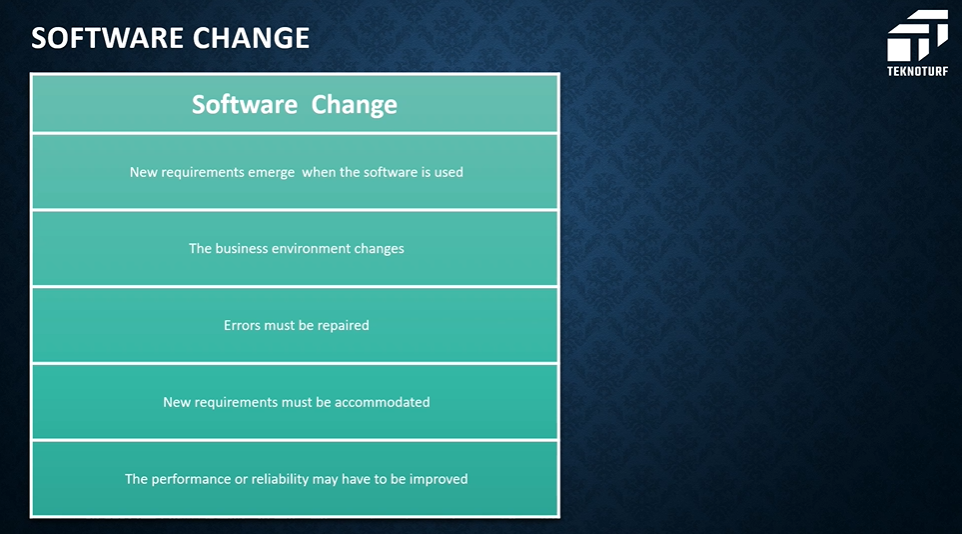 SOFTWARE CHANGE
TEKNOTURF
Software Change
New requirements emerge when the software is used
The business environment changes
Errors must be repaired
New requirements must be accommodated
The performance or reliability may have to be improved